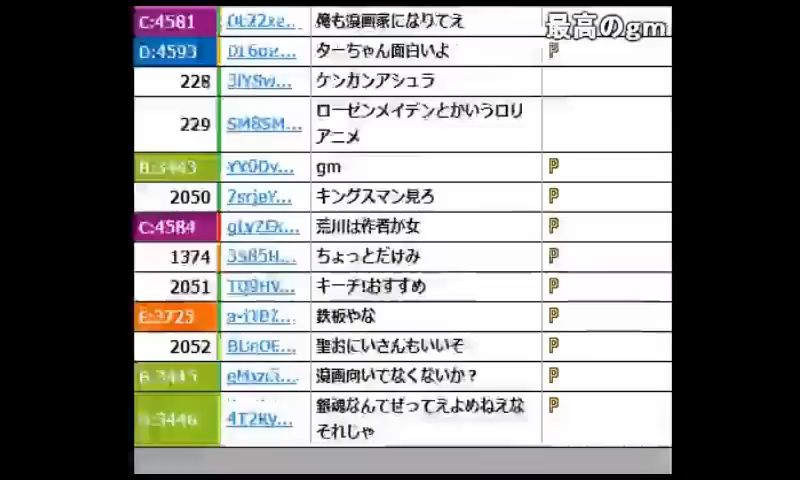 C:4581 俺も漫画家になりてえ
最高のgm
D:4593 ターちゃん面白いよ P
228 ケンガンアシュラ
229 SM8SM... ローゼンメイデンとかいうロリ
アニメ
gm P
2050 7srjeY... キングスマン見ろ P
C:4584 荒川は作者が女 P
1374 3S85H... ちょっとだけみ P
2051 TQ9HV... キーチ!おすすめ P
E:3725 鉄板やな P
2052 聖おにいさんもいいぞ P
漫画向いてなくないか？ P
4T2RV... 銀魂なんてぜってえよめねえな P
それじゃ